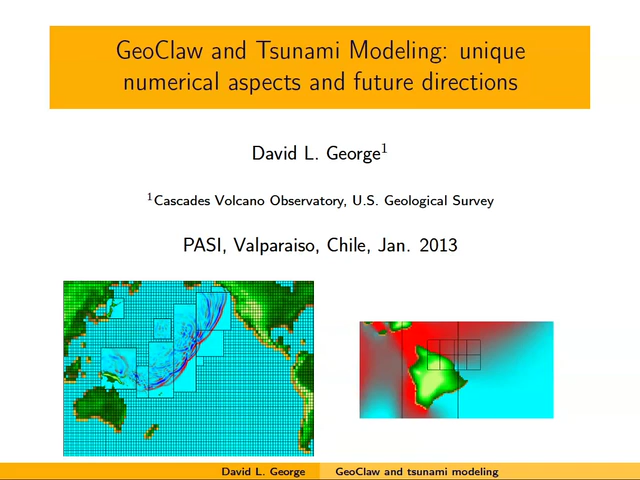 GeoClaw and Tsunami Modeling: unique
numerical aspects and future directions
David L. George¹
¹Cascades Volcano Observatory, U.S. Geological Survey
PASI, Valparaiso, Chile, Jan. 2013
David L. George GeoClaw and tsunami modeling